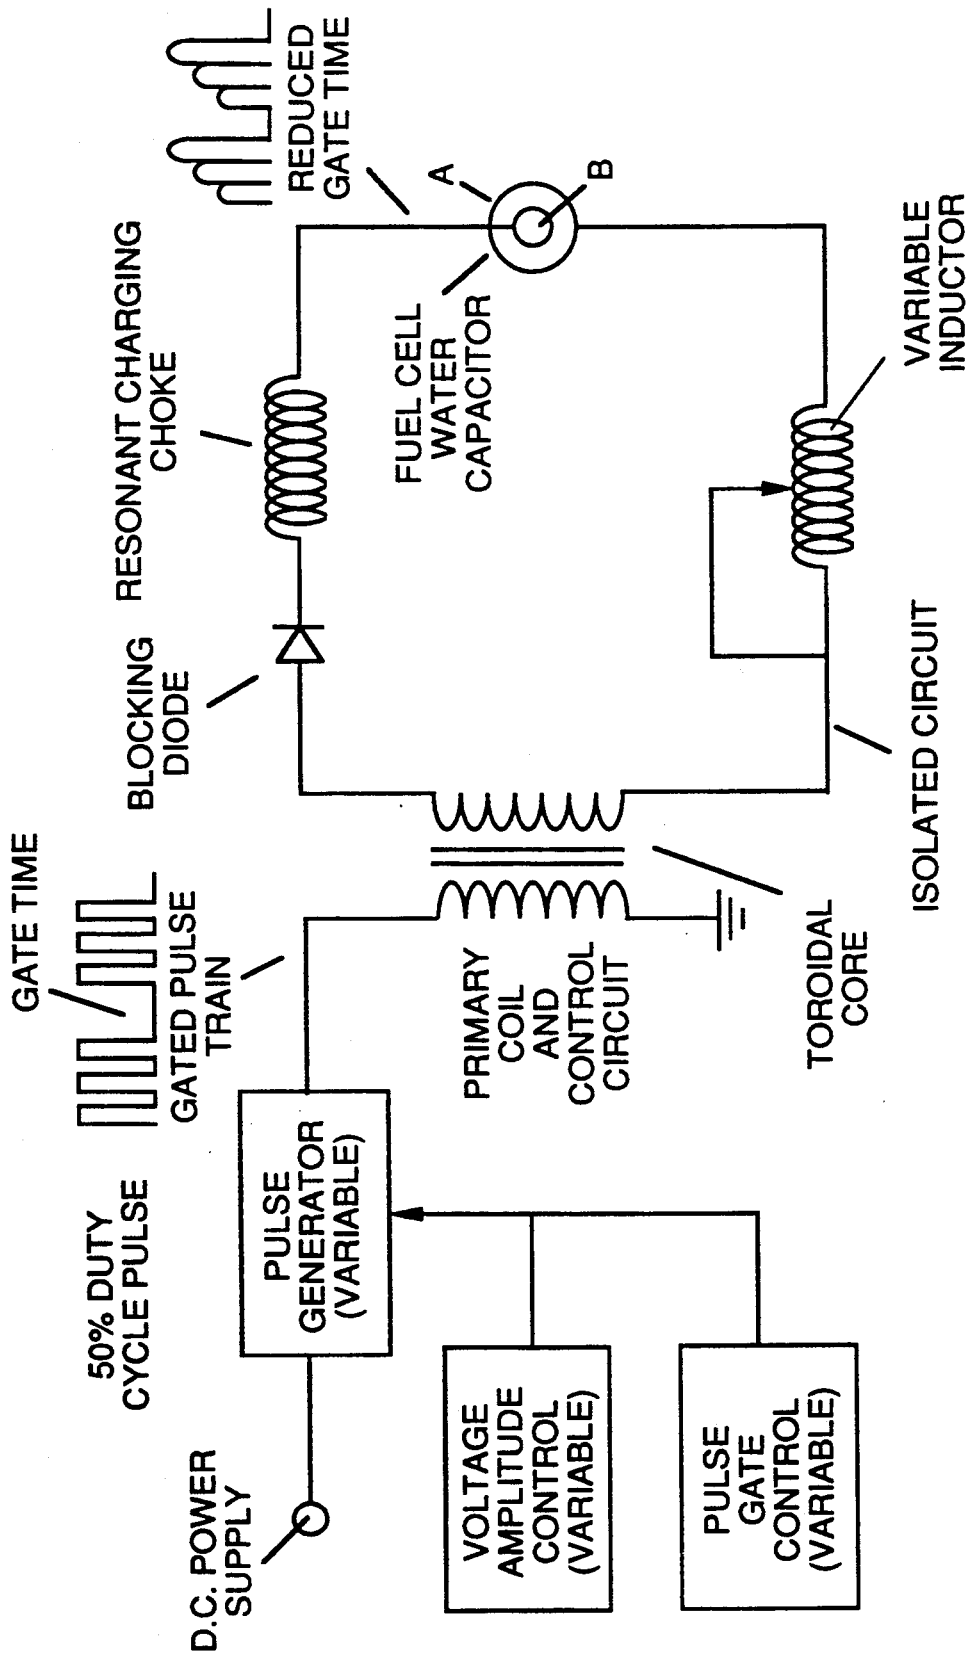 50% DUTY
CYCLE PULSE
GATE TIME
GATED PULSE
TRAIN
D.C. POWER
SUPPLY
PULSE
GENERATOR
(VARIABLE)
VOLTAGE
AMPLITUDE
CONTROL
(VARIABLE)
PULSE
GATE
CONTROL
(VARIABLE)
PRIMARY
COIL
AND
CONTROL
CIRCUIT
TOROIDAL
CORE
BLOCKING
DIODE
RESONANT CHARGING
CHOKE
REDUCED
GATE TIME
FUEL CELL
WATER
CAPACITOR
A
B
ISOLATED CIRCUIT
VARIABLE
INDUCTOR